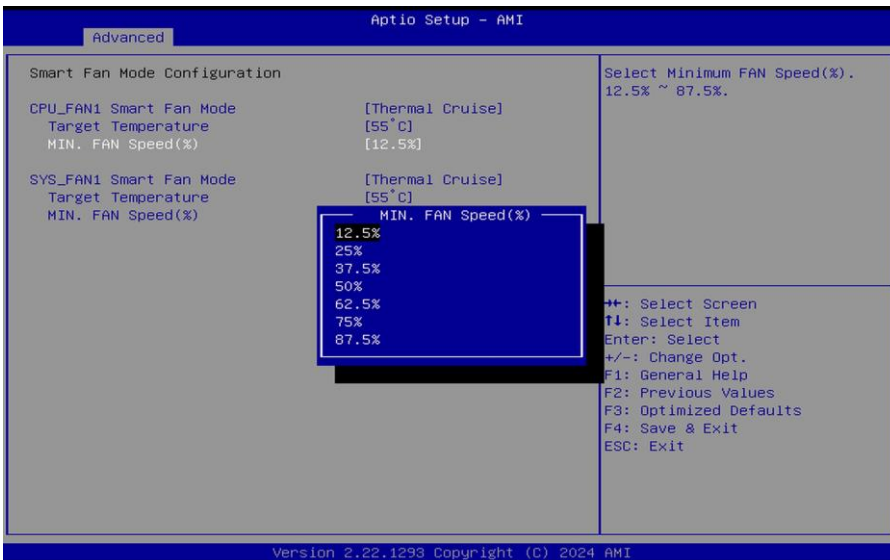 Aptio Setup - AMI
Advanced
Smart Fan Mode Configuration
CPU_FAN1 Smart Fan Mode [Thermal Cruise]
Target Temperature [55°C]
MIN. FAN Speed(%) [12.5%]
SYS_FAN1 Smart Fan Mode [Thermal Cruise]
Target Temperature [55°C]
MIN. FAN Speed(%)
MIN. FAN Speed(%)
12.5%
25%
37.5%
50%
62.5%
75%
87.5%
Select Minimum FAN Speed(%).
12.5% ~ 87.5%.
→←: Select Screen
↑↓: Select Item
Enter: Select
+/-: Change Opt.
F1: General Help
F2: Previous Values
F3: Optimized Defaults
F4: Save & Exit
ESC: Exit
Version 2.22.1293 Copyright (C) 2024 AMI